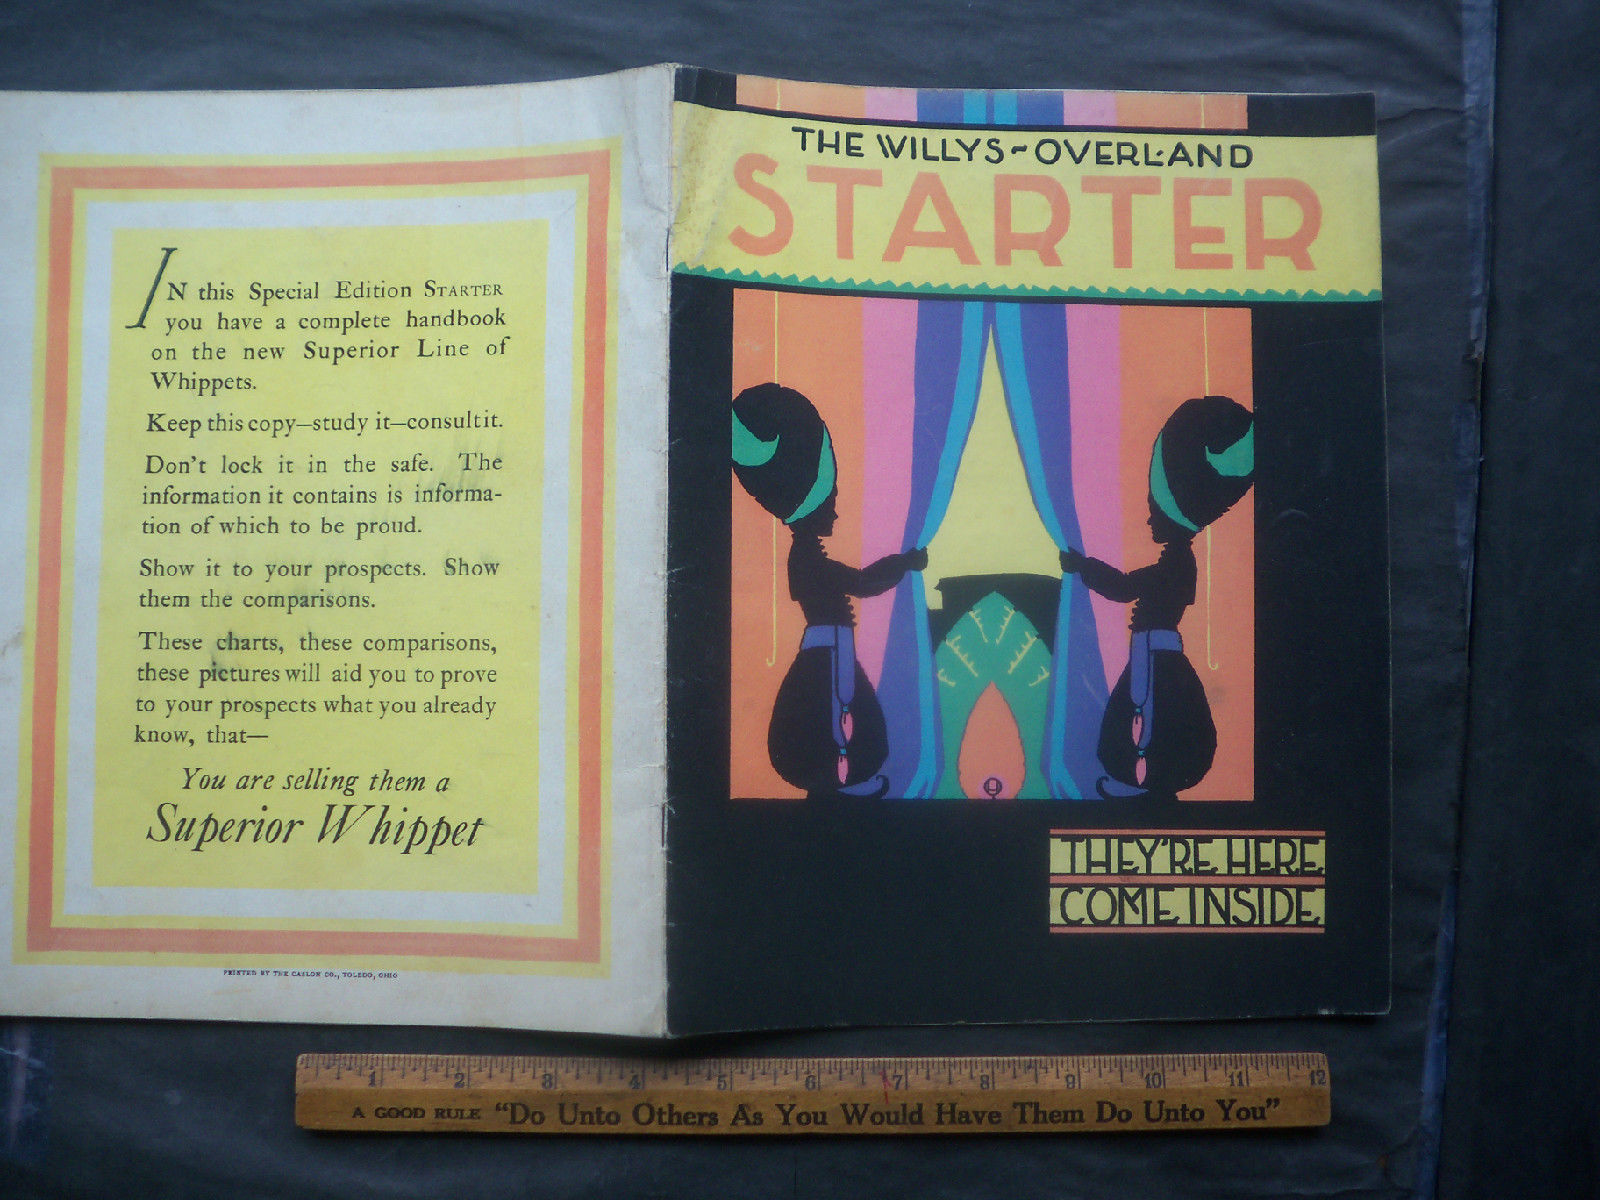 IN this Special Edition STARTER
you have a complete handbook
on the new Superior Line of
Whippets.
Keep this copy—study it—consult it.
Don't lock it in the safe. The
information it contains is informa-
tion of which to be proud.
Show it to your prospects. Show
them the comparisons.
These charts, these comparisons,
these pictures will aid you to prove
to your prospects what you already
know, that—
You are selling them a
Superior Whippet
PRINTED BY THE CASLON CO., TOLEDO, OHIO
THE WILLYS-OVERLAND
STARTER
THEY'RE HERE
COME INSIDE
1 2 3 4 5 6 7 8 9 10 11 12
A GOOD RULE "Do Unto Others As You Would Have Them Do Unto You"